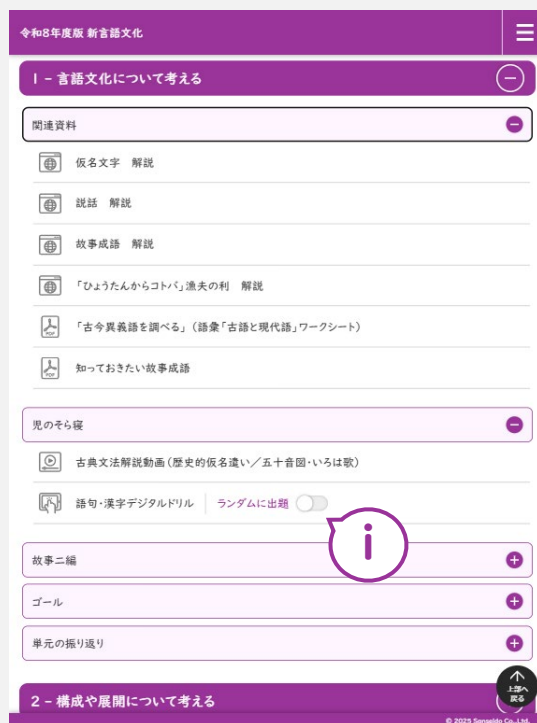 令和8年度版 新言語文化
1 - 言語文化について考える
関連資料
仮名文字 解説
説話 解説
故事成語 解説
「ひょうたんからコトバ」漁夫の利 解説
「古今異義語を調べる」（語彙「古語と現代語」ワークシート）
PDF
知っておきたい故事成語
PDF
児のそら寝
古典文法解説動画（歴史的仮名遣い／五十音図・いろは歌）
語句・漢字デジタルドリル ランダムに出題
i
故事二編
ゴール
単元の振り返り
上部へ
戻る
2 - 構成や展開について考える
© 2025 Sanseido Co., Ltd.